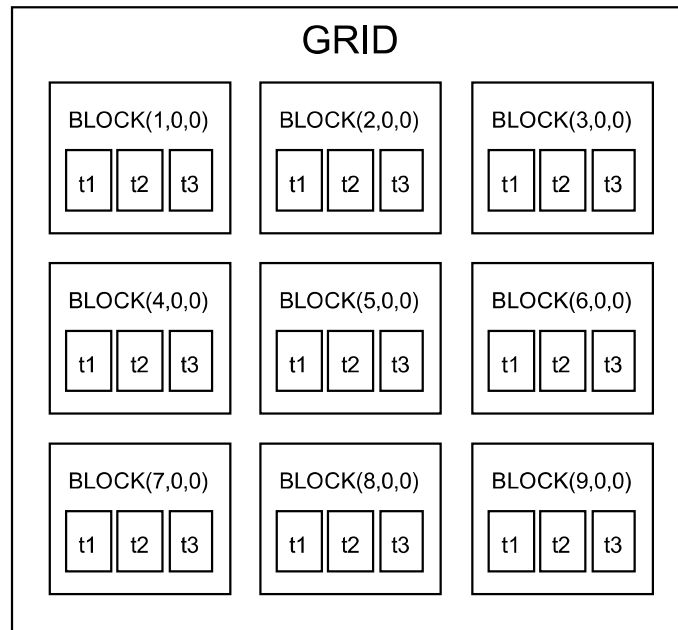 GRID
BLOCK(1,0,0) BLOCK(2,0,0) BLOCK(3,0,0)
t1 t2 t3 t1 t2 t3 t1 t2 t3
BLOCK(4,0,0) BLOCK(5,0,0) BLOCK(6,0,0)
t1 t2 t3 t1 t2 t3 t1 t2 t3
BLOCK(7,0,0) BLOCK(8,0,0) BLOCK(9,0,0)
t1 t2 t3 t1 t2 t3 t1 t2 t3